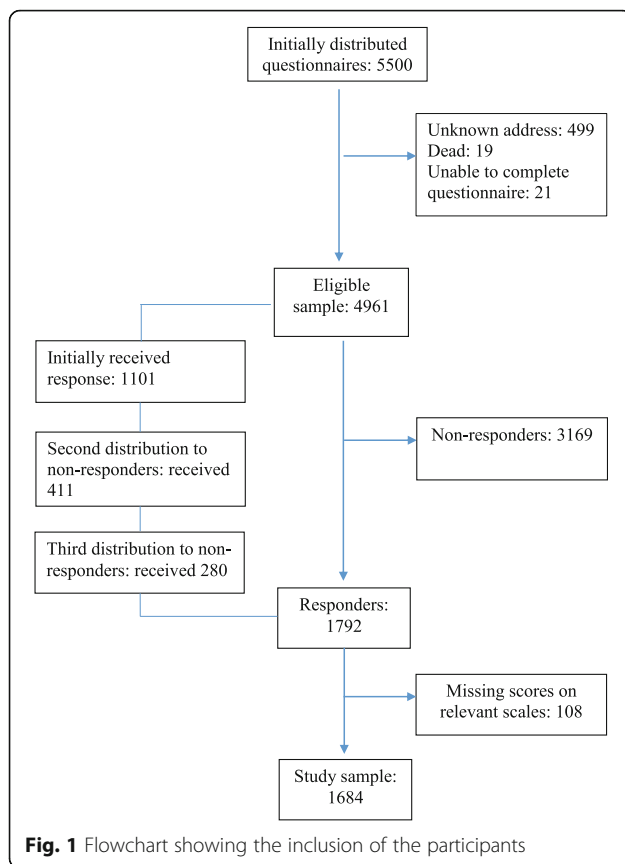 Initially distributed
questionnaires: 5500
Unknown address: 499
Dead: 19
Unable to complete
questionnaire: 21
Eligible
sample: 4961
Initially received
response: 1101
Second distribution to
non-responders: received
411
Third distribution to non-
responders: received 280
Non-responders: 3169
Responders:
1792
Missing scores on
relevant scales: 108
Study sample:
1684
Fig. 1 Flowchart showing the inclusion of the participants